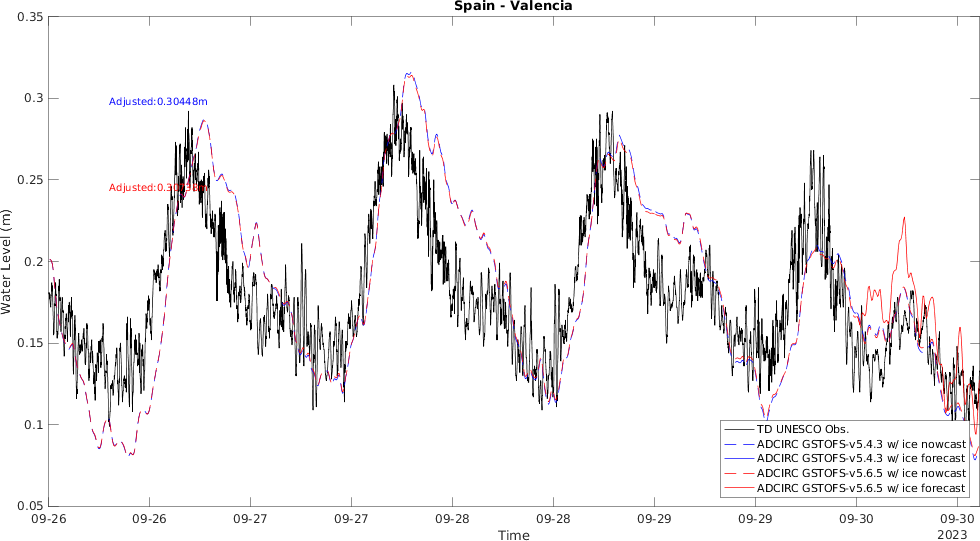 Spain - Valencia
0.35
0.3
0.25
0.2
0.15
0.1
0.05
Water Level (m)
Adjusted:0.30448m
TD UNESCO Obs.
ADCIRC GSTOFS-v5.4.3 w/ ice nowcast
ADCIRC GSTOFS-v5.4.3 w/ ice forecast
ADCIRC GSTOFS-v5.6.5 w/ ice nowcast
ADCIRC GSTOFS-v5.6.5 w/ ice forecast
09-26 09-26 09-27 09-27 09-28 09-28 09-29 09-29 09-30 09-30
2023
Time